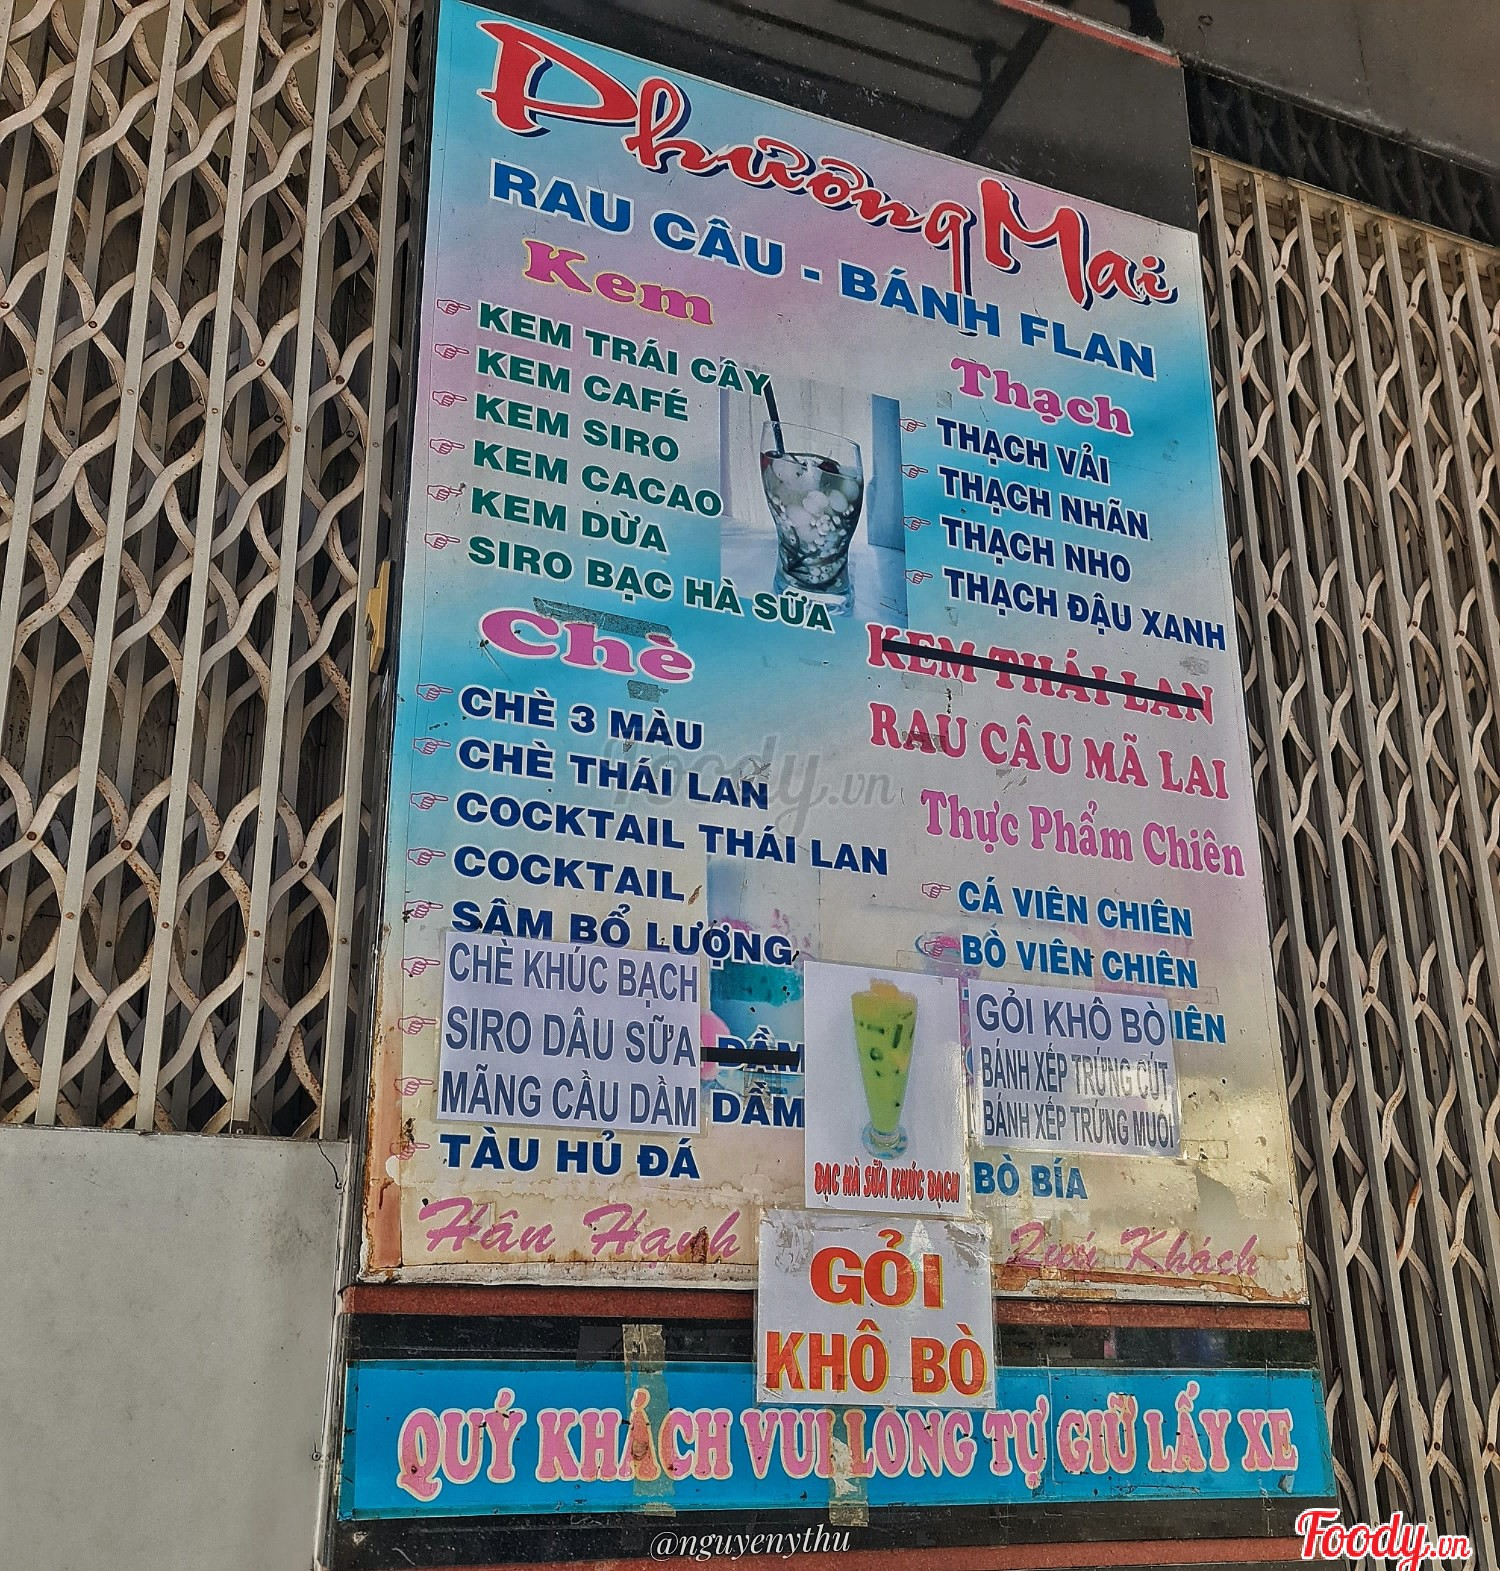 Phương Mai
RAU CÂU - BÁNH FLAN
Kem
KEM TRÁI CÂY
KEM CAFÉ
KEM SIRO
KEM CACAO
KEM DỪA
SIRO BẠC HÀ SỮA
Chè
CHÈ 3 MÀU
CHÈ THÁI LAN
COCKTAIL THÁI LAN
COCKTAIL
SÂM BỔ LƯỢNG
CHÈ KHÚC BẠCH
SIRO DÂU SỮA
DẦM
MÃNG CẦU DẦM
DẦM
TÀU HỦ ĐÁ
Thạch
THẠCH VẢI
THẠCH NHÃN
THẠCH NHO
THẠCH ĐẬU XANH
KEM THÁI LAN
RAU CÂU MÃ LAI
Thực Phẩm Chiên
CÁ VIÊN CHIÊN
BÒ VIÊN CHIÊN
IÊN
GỎI KHÔ BÒ
BÁNH XẾP TRỨNG CÚT
BÁNH XẾP TRỨNG MUỐI
BÒ BÍA
BẠC HÀ SỮA KHÚC BẠCH
Hân Hạnh
Quý Khách
GỎI
KHÔ BÒ
QUÝ KHÁCH VUI LÒNG TỰ GIỮ LẤY XE
Foody.vn
@nguyenythu
Foody.vn